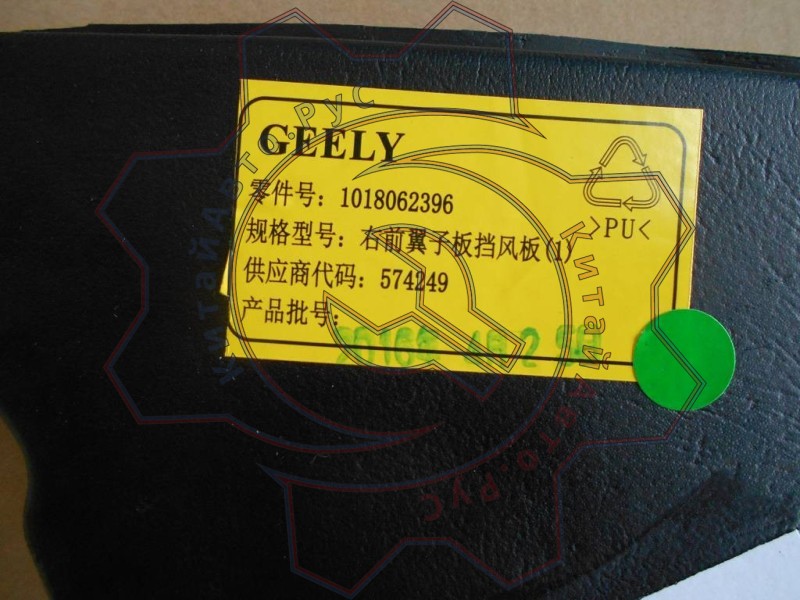 GEELY
零件号：1018062396
规格型号：右前翼子板挡风板(1)
>PU<
供应商代码：574249
产品批号：
КитайАвто.РУС
КитайАвто.РУС